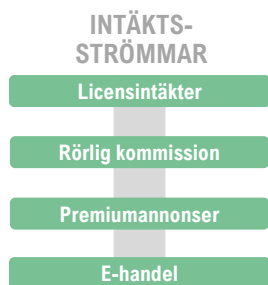 INTÄKTS-
STRÖMMAR
Licensintäkter
Rörlig kommission
Premiumannonser
E-handel